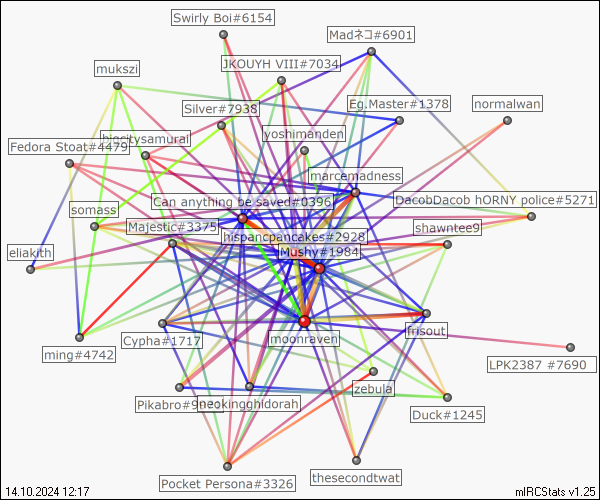 Swirly Boi#6154
Madネコ#6901
JKOUYH VIII#7034
mukszi
Silver#7938
Eg.Master#1378
normalwan
yoshimanden
bigcitysamurai
Fedora Stoat#4479
marcemadness
Can anything be saved#0396
DacobDacob hORNY police#5271
somass
Majestic#3375
hispancpancakes#2928
shawntee9
eliakith
Mushy#1984
frisout
moonraven
Cypha#1717
ming#4742
LPK2387 #7690
zebula
neokingghidorah
Duck#1245
Pocket Persona#3326
thesecondtwat
14.10.2024 12:17
mIRCStats v1.25